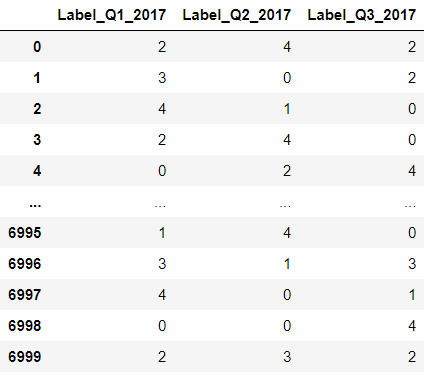 Label_Q1_2017 Label_Q2_2017 Label_Q3_2017
0 2 4 2
1 3 0 2
2 4 1 0
3 2 4 0
4 0 2 4
... ... ... ...
6995 1 4 0
6996 3 1 3
6997 4 0 1
6998 0 0 4
6999 2 3 2